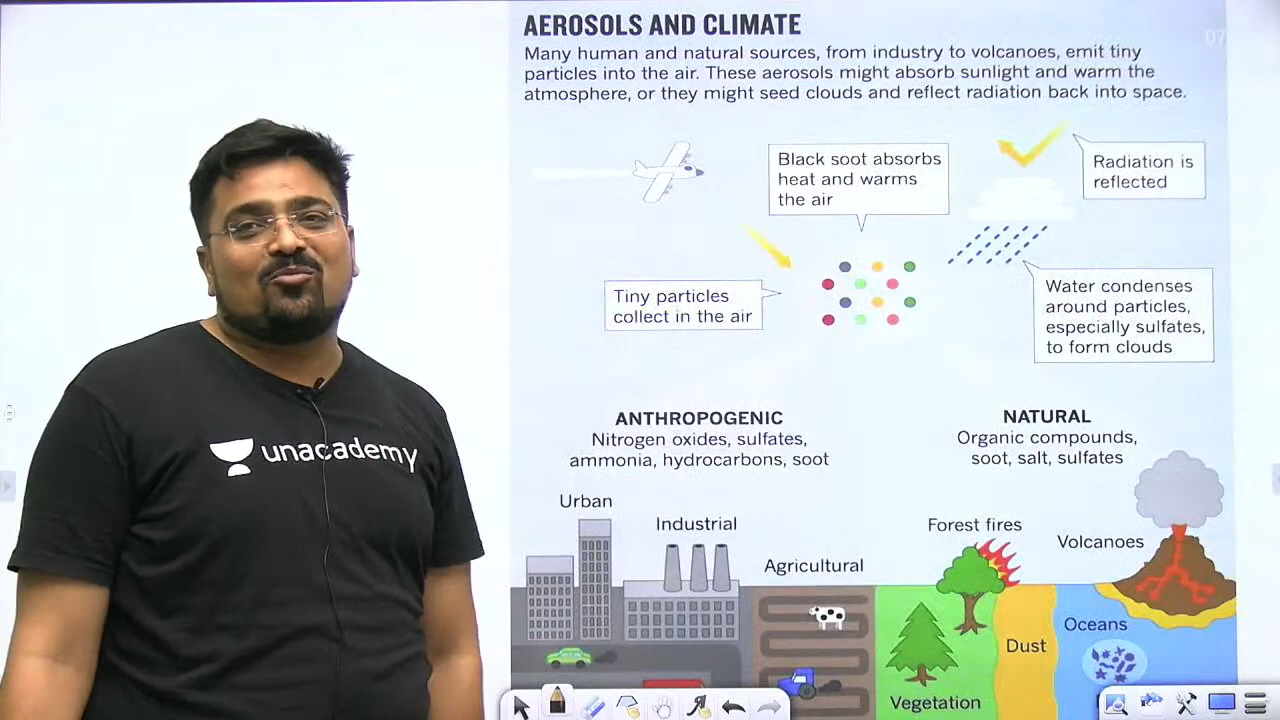 AEROSOLS AND CLIMATE
07
Many human and natural sources, from industry to volcanoes, emit tiny
particles into the air. These aerosols might absorb sunlight and warm the
atmosphere, or they might seed clouds and reflect radiation back into space.
Black soot absorbs
heat and warms
the air
Radiation is
reflected
Tiny particles
collect in the air
Water condenses
around particles,
especially sulfates,
to form clouds
ANTHROPOGENIC
Nitrogen oxides, sulfates,
ammonia, hydrocarbons, soot
NATURAL
Organic compounds,
soot, salt, sulfates
unacademy
Urban
Industrial
Agricultural
Forest fires
Volcanoes
Oceans
Dust
Vegetation